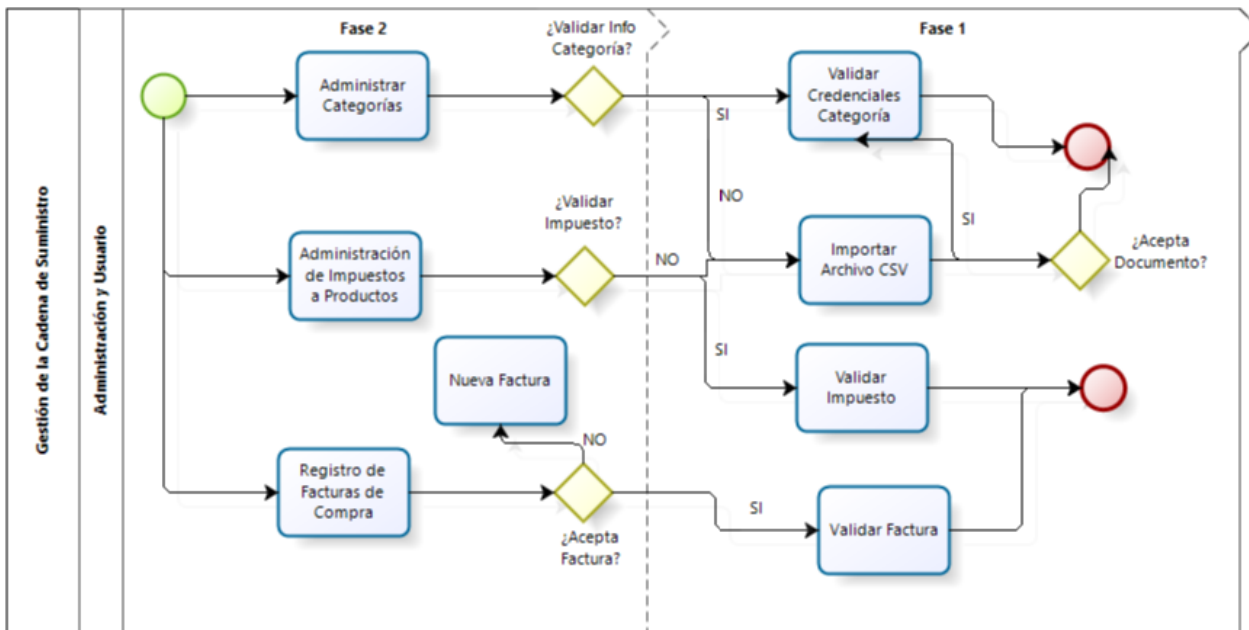 Gestión de la Cadena de Suministro
Administración y Usuario
Fase 2
Fase 1
¿Validar Info
Categoría?
Administrar
Categorías
Validar
Credenciales
Categoría
SI
NO
¿Validar
Impuesto?
Administración
de Impuestos
a Productos
NO
Importar
Archivo CSV
SI
¿Acepta
Documento?
SI
Nueva Factura
Validar
Impuesto
NO
Registro de
Facturas de
Compra
¿Acepta
Factura?
SI
Validar Factura